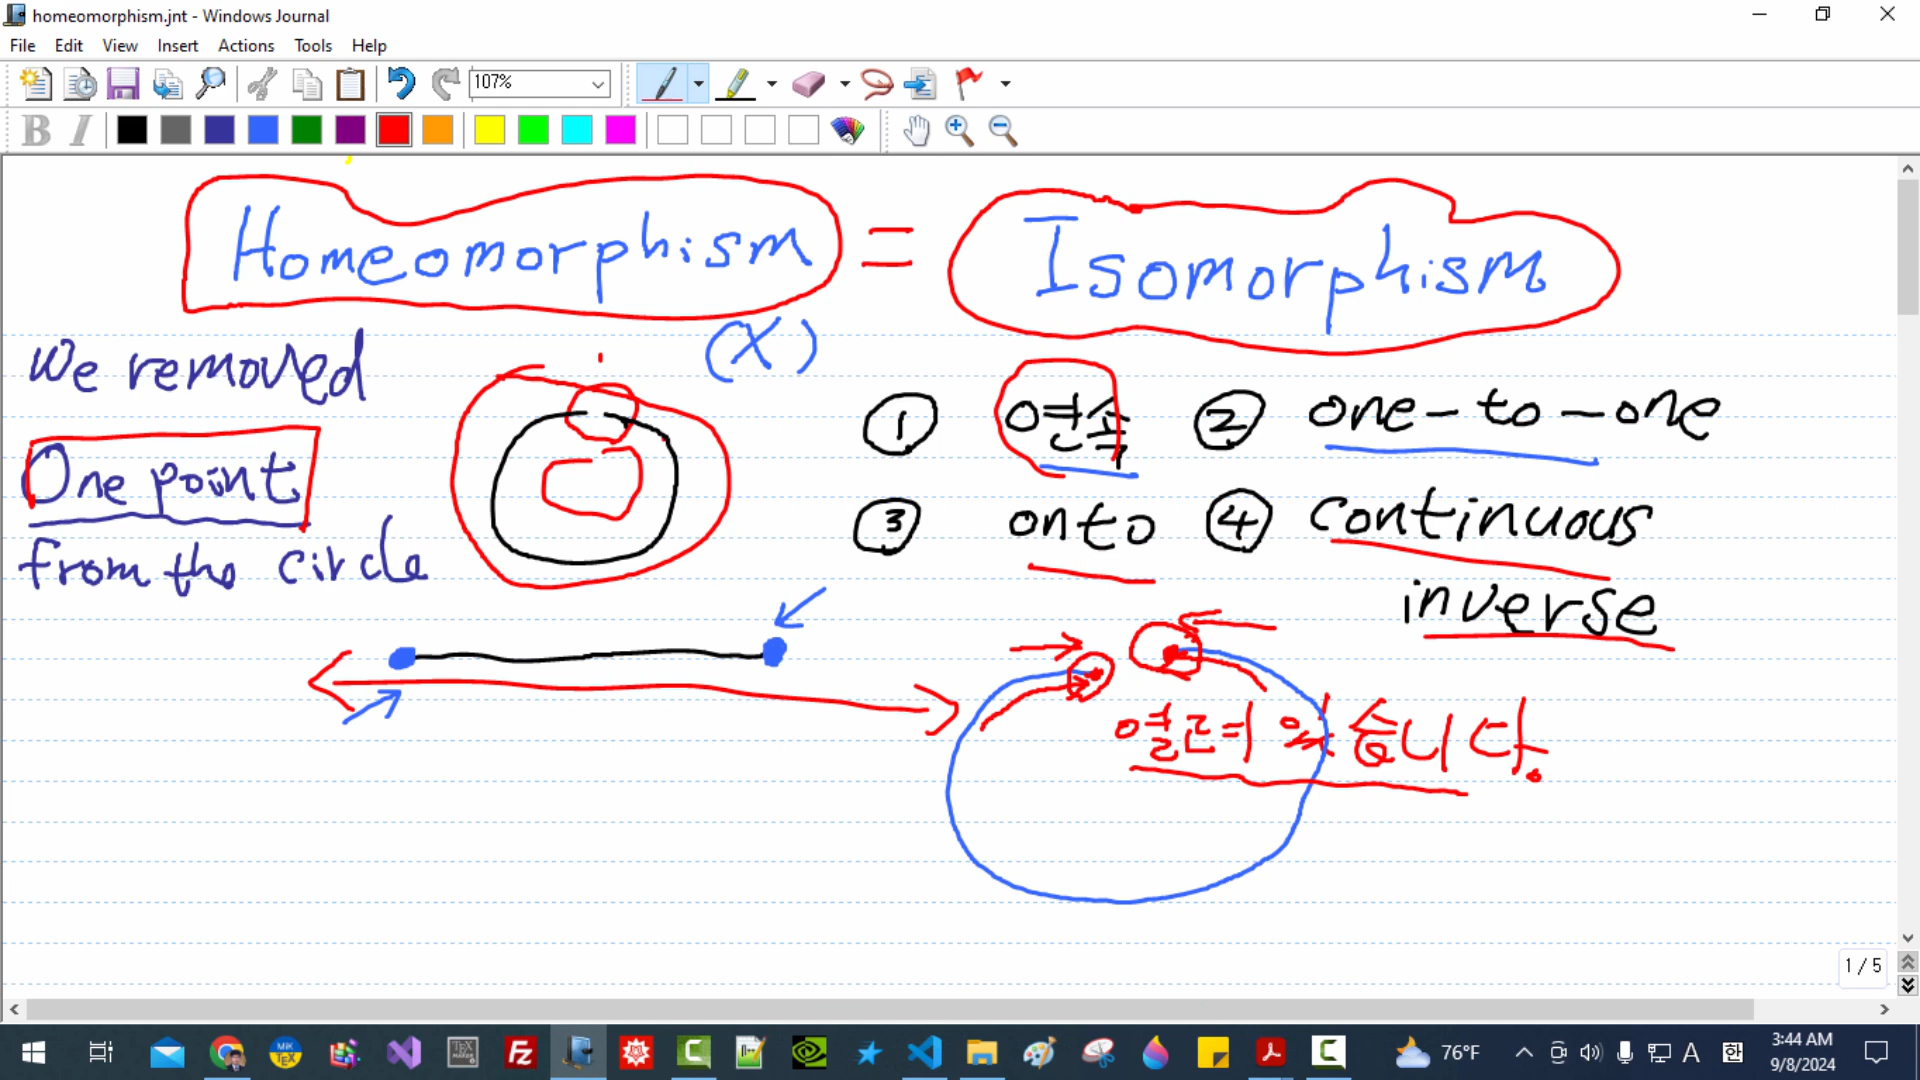 homeomorphism.jnt - Windows Journal
File Edit View Insert Actions Tools Help
107%
B I
Homeomorphism = Isomorphism
(X)
We removed
One point
from the circle
① 연속 ② one-to-one
③ onto ④ continuous
inverse
열려 있습니다.
1 / 5
76°F
A 한
3:44 AM
9/8/2024